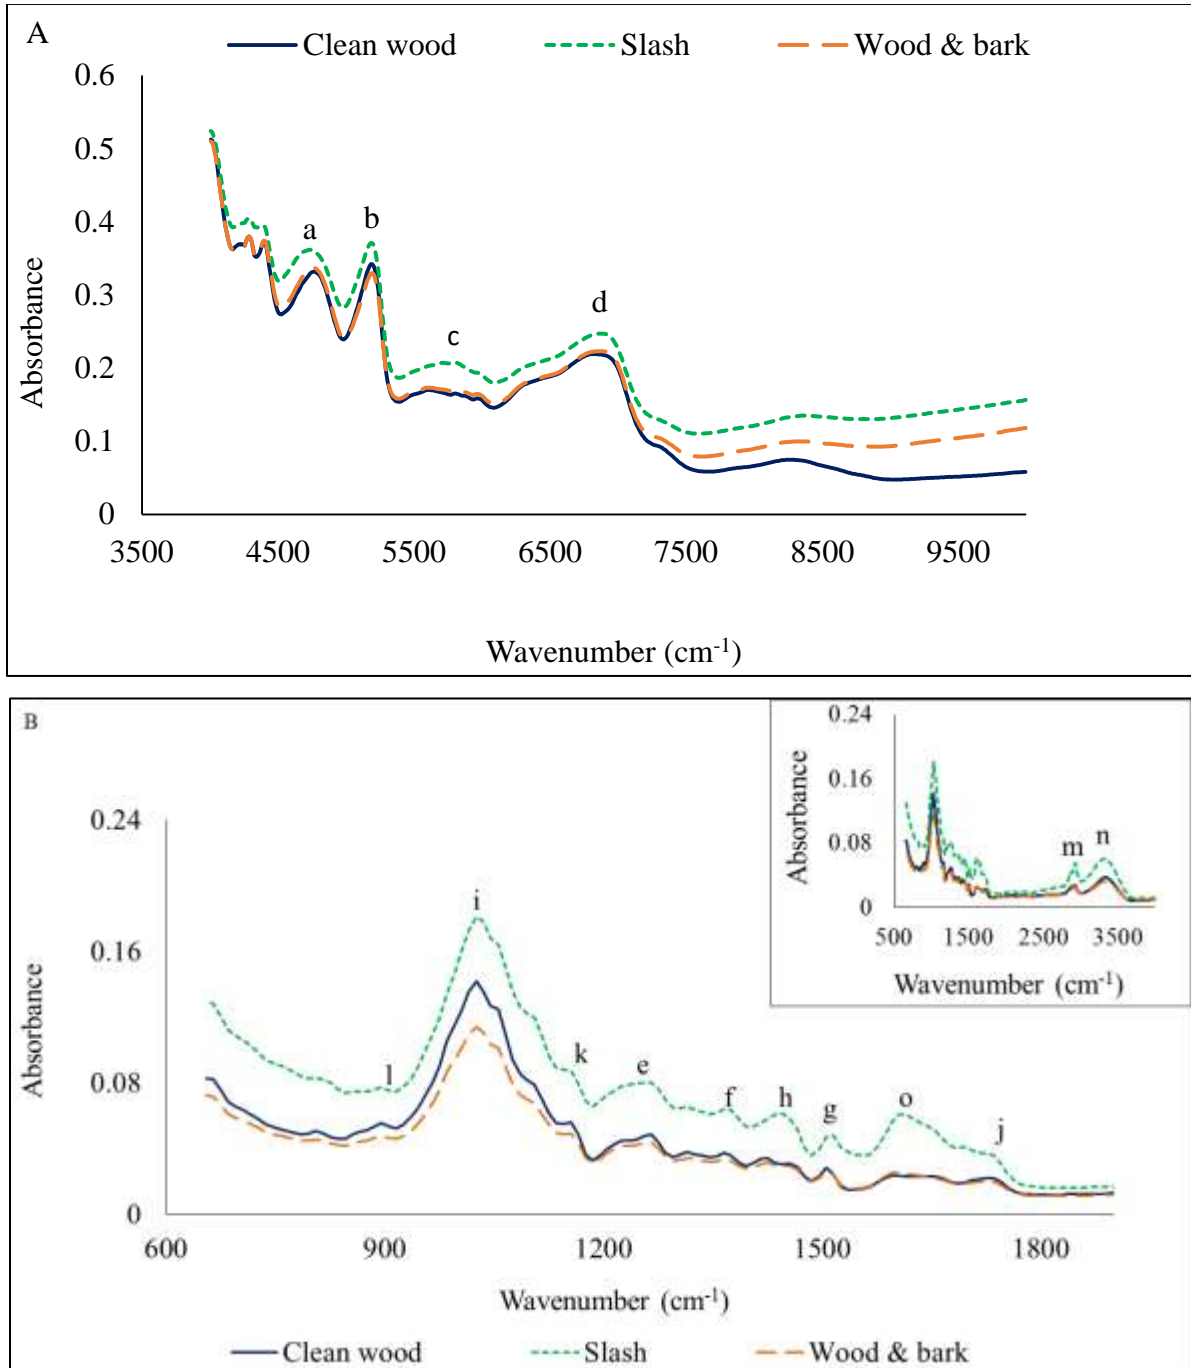 A
Clean wood Slash Wood & bark
0.6
0.5
0.4
0.3
0.2
0.1
0
Absorbance
a
b
c
d
3500 4500 5500 6500 7500 8500 9500
Wavenumber (cm-1)
B
0.24
0.16
0.08
0
Absorbance
m
n
500 1500 2500 3500
Wavenumber (cm-1)
0.24
0.16
0.08
0
Absorbance
l
i
k
e
f
h
g
o
j
600 900 1200 1500 1800
Wavenumber (cm-1)
Clean wood Slash Wood & bark